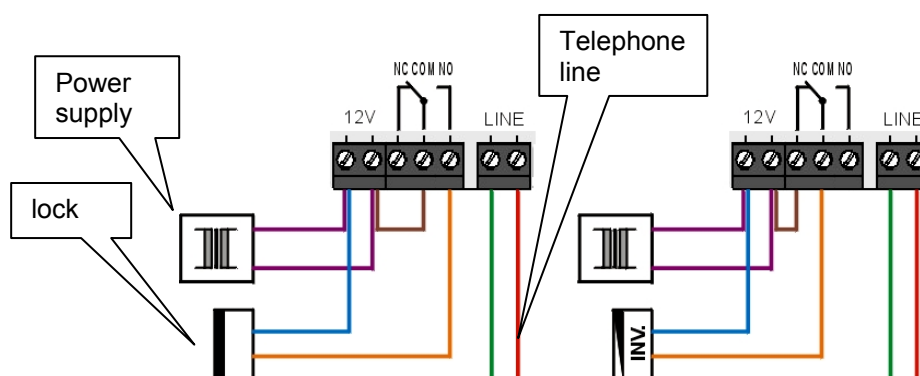 Telephone
line
Power
supply
NC COM NO
NC COM NO
12V
LINE
12V
LINE
lock
INV.